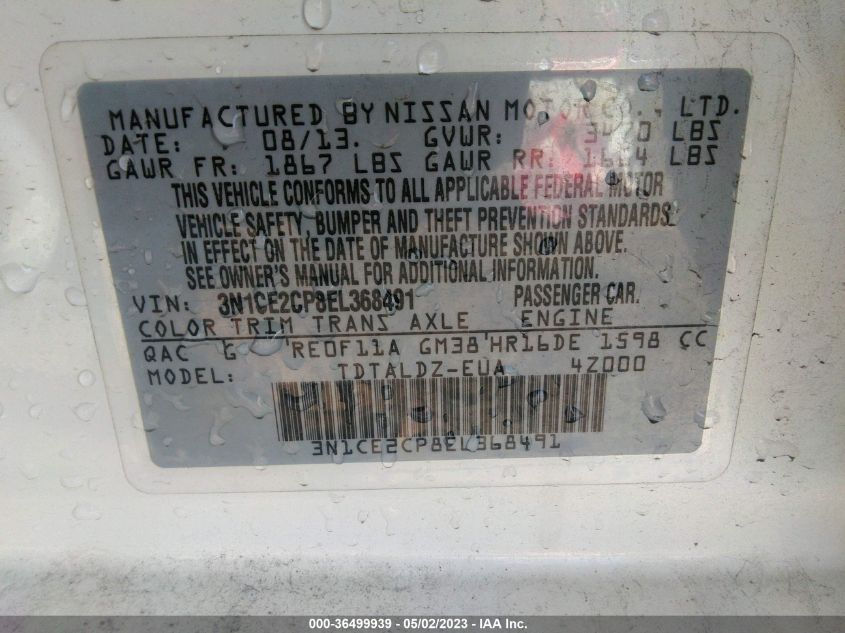 MANUFACTURED BY NISSAN MOTOR CO., LTD.
DATE: 08/13. GVWR: LBS
GAWR FR: 1867 LBS GAWR RR: LBS
THIS VEHICLE CONFORMS TO ALL APPLICABLE FEDERAL MOTOR
VEHICLE SAFETY, BUMPER AND THEFT PREVENTION STANDARDS
IN EFFECT ON THE DATE OF MANUFACTURE SHOWN ABOVE.
SEE OWNER'S MANUAL FOR ADDITIONAL INFORMATION.
VIN: 3N1CE2CP8EL368491 PASSENGER CAR.
COLOR TRIM TRANS AXLE ENGINE
QAC G 'RE0F11A GM38'HR16DE 1598 CC
MODEL: TDTALDZ-EUA 4Z000
3N1CE2CP8EL368491
000-36499939 - 05/02/2023 - IAA Inc.